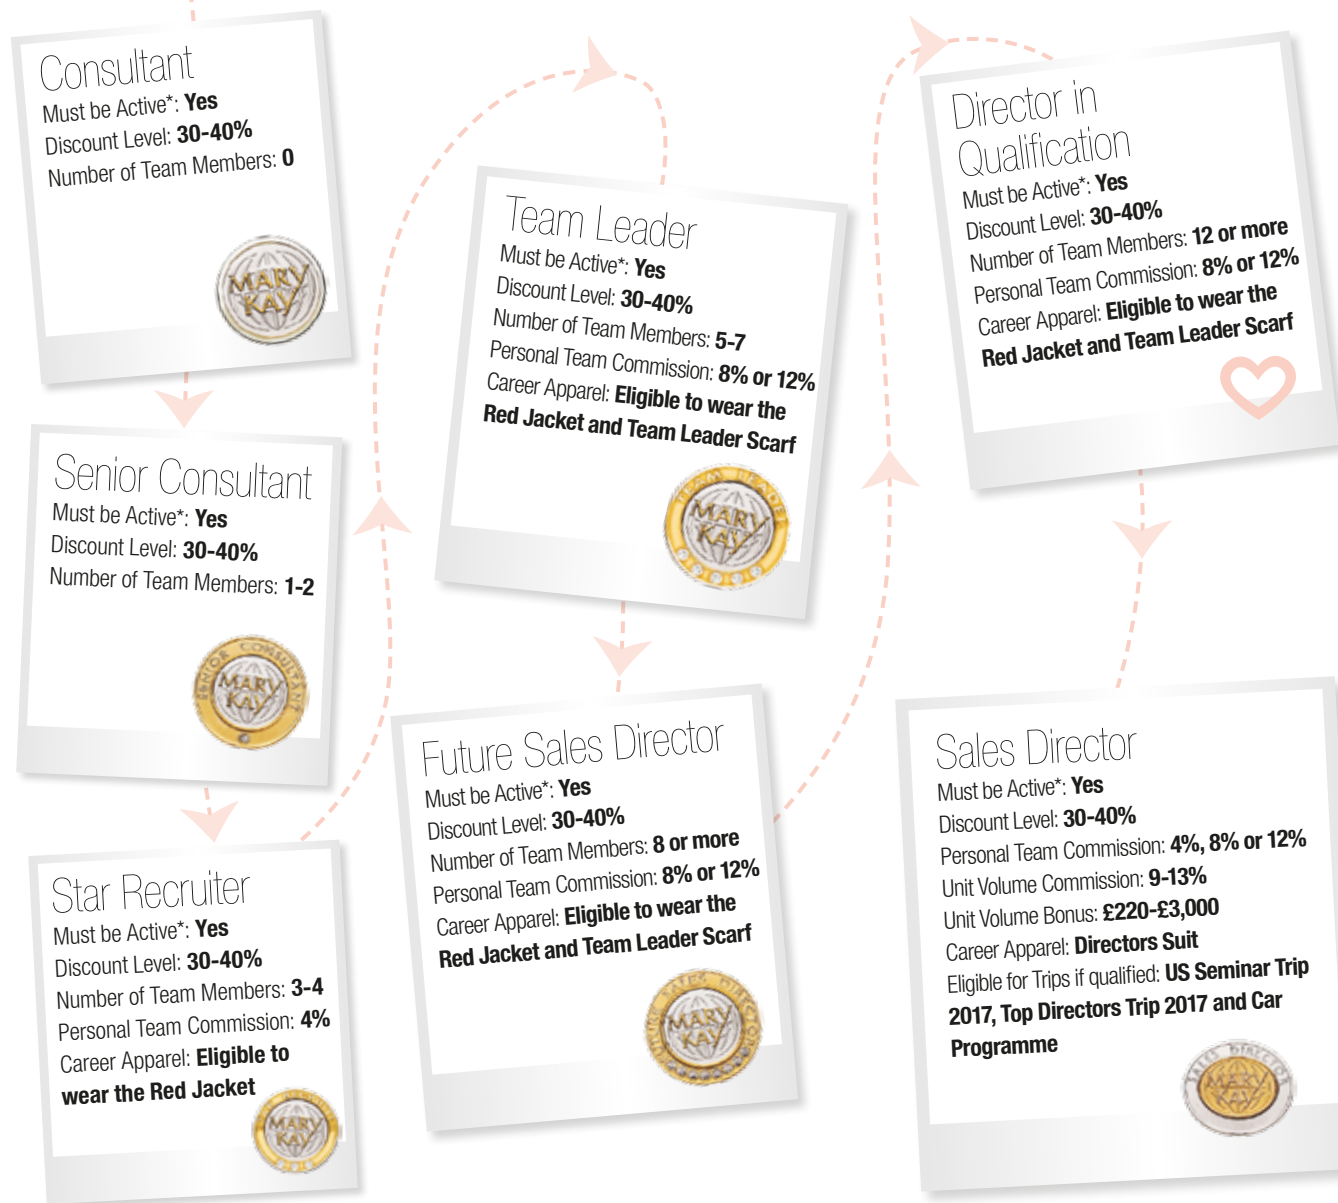 Consultant
Must be Active*: Yes
Discount Level: 30-40%
Number of Team Members: 0
MARY
KAY
Senior Consultant
Must be Active*: Yes
Discount Level: 30-40%
Number of Team Members: 1-2
SENIOR CONSULTANT
MARY
KAY
Star Recruiter
Must be Active*: Yes
Discount Level: 30-40%
Number of Team Members: 3-4
Personal Team Commission: 4%
Career Apparel: Eligible to
wear the Red Jacket
MARY
KAY
Team Leader
Must be Active*: Yes
Discount Level: 30-40%
Number of Team Members: 5-7
Personal Team Commission: 8% or 12%
Career Apparel: Eligible to wear the
Red Jacket and Team Leader Scarf
TEAM LEADER
MARY
KAY
Future Sales Director
Must be Active*: Yes
Discount Level: 30-40%
Number of Team Members: 8 or more
Personal Team Commission: 8% or 12%
Career Apparel: Eligible to wear the
Red Jacket and Team Leader Scarf
FUTURE SALES DIRECTOR
MARY
KAY
Director in
Qualification
Must be Active*: Yes
Discount Level: 30-40%
Number of Team Members: 12 or more
Personal Team Commission: 8% or 12%
Career Apparel: Eligible to wear the
Red Jacket and Team Leader Scarf
Sales Director
Must be Active*: Yes
Discount Level: 30-40%
Personal Team Commission: 4%, 8% or 12%
Unit Volume Commission: 9-13%
Unit Volume Bonus: £220-£3,000
Career Apparel: Directors Suit
Eligible for Trips if qualified: US Seminar Trip
2017, Top Directors Trip 2017 and Car
Programme
SALES DIRECTOR
MARY
KAY